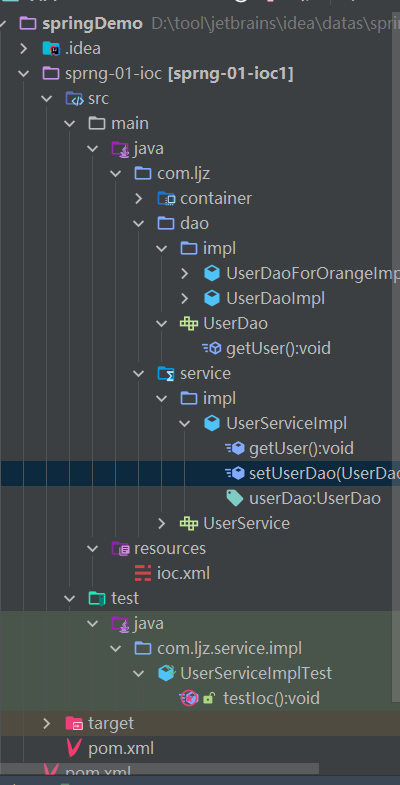 springDemo D:\tool\jetbrains\idea\datas\sprin
.idea
sprng-01-ioc [sprng-01-ioc1]
src
main
java
com.ljz
container
dao
impl
UserDaoForOrangeImp
UserDaoImpl
UserDao
getUser():void
service
impl
UserServiceImpl
getUser():void
setUserDao(UserDao
userDao:UserDao
UserService
resources
ioc.xml
test
java
com.ljz.service.impl
UserServiceImplTest
testIoc():void
target
pom.xml
pom.xml